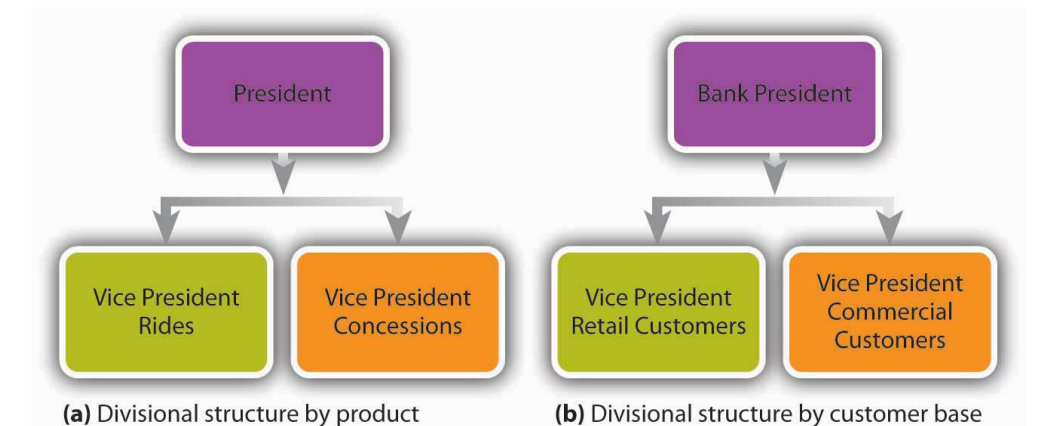 President
Vice President
Rides
Vice President
Concessions
(a) Divisional structure by product
Bank President
Vice President
Retail Customers
Vice President
Commercial
Customers
(b) Divisional structure by customer base